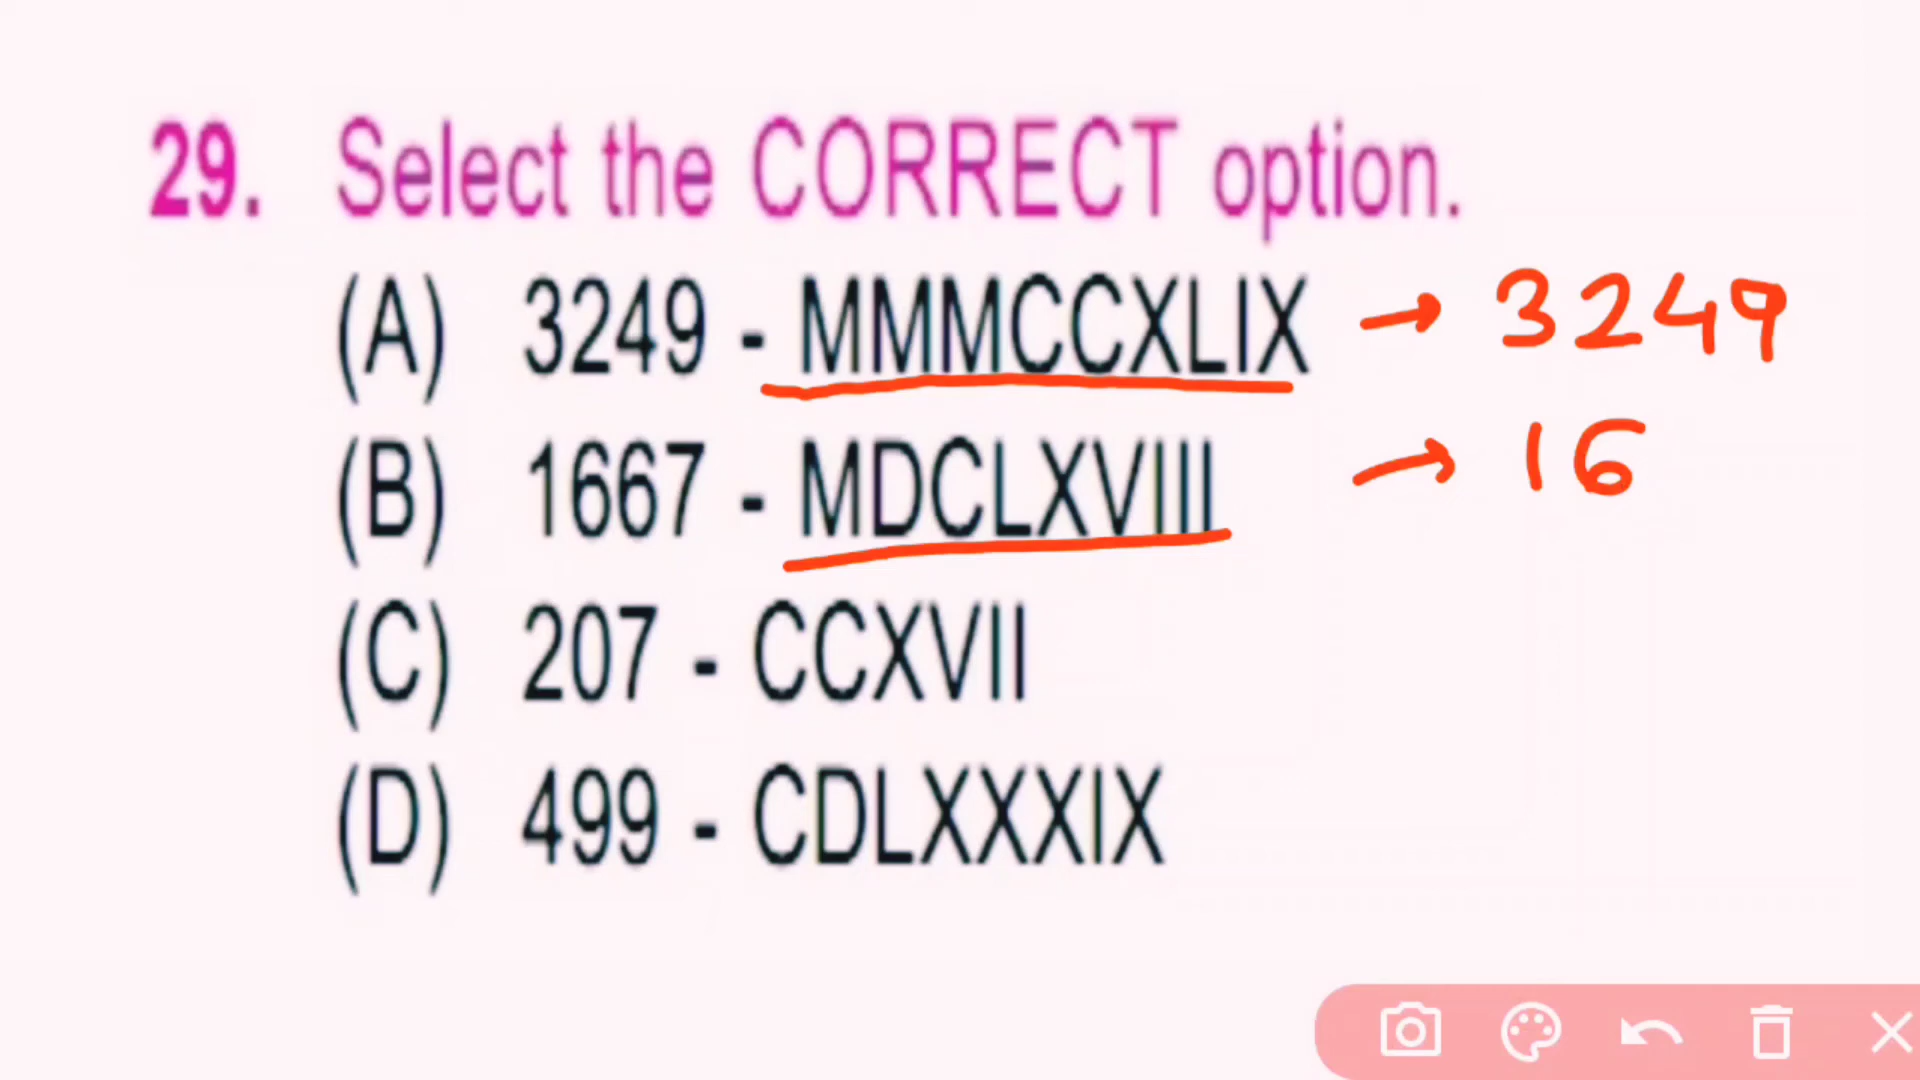 29. Select the CORRECT option.
(A) 3249 - MMMCCXLIX → 3249
(B) 1667 - MDCLXVIII → 16
(C) 207 - CCXVII
(D) 499 - CDLXXXIX